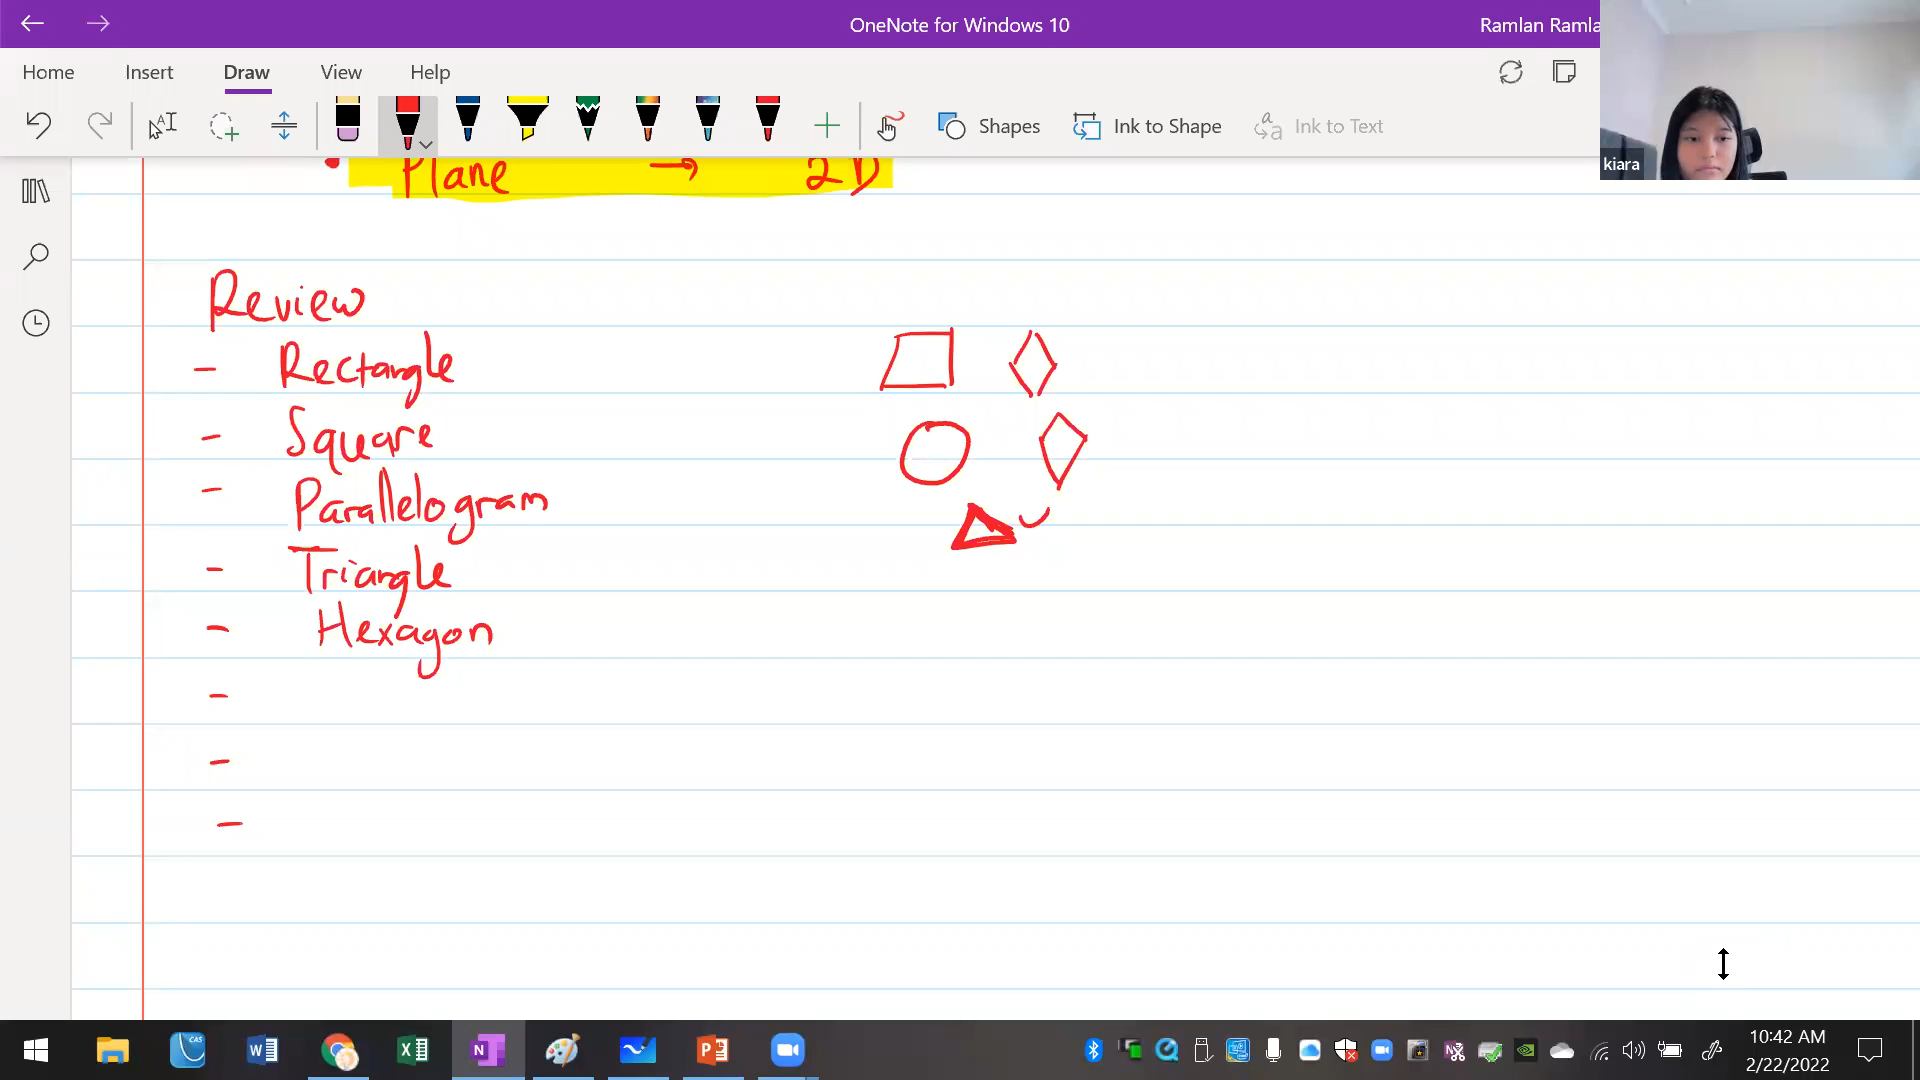 OneNote for Windows 10
Ramlan Ramla
Home Insert Draw View Help
Shapes Ink to Shape Ink to Text
kiara
• Plane → 2D
Review
- Rectangle
- Square
- Parallelogram
- Triangle
- Hexagon
-
-
-
10:42 AM
2/22/2022